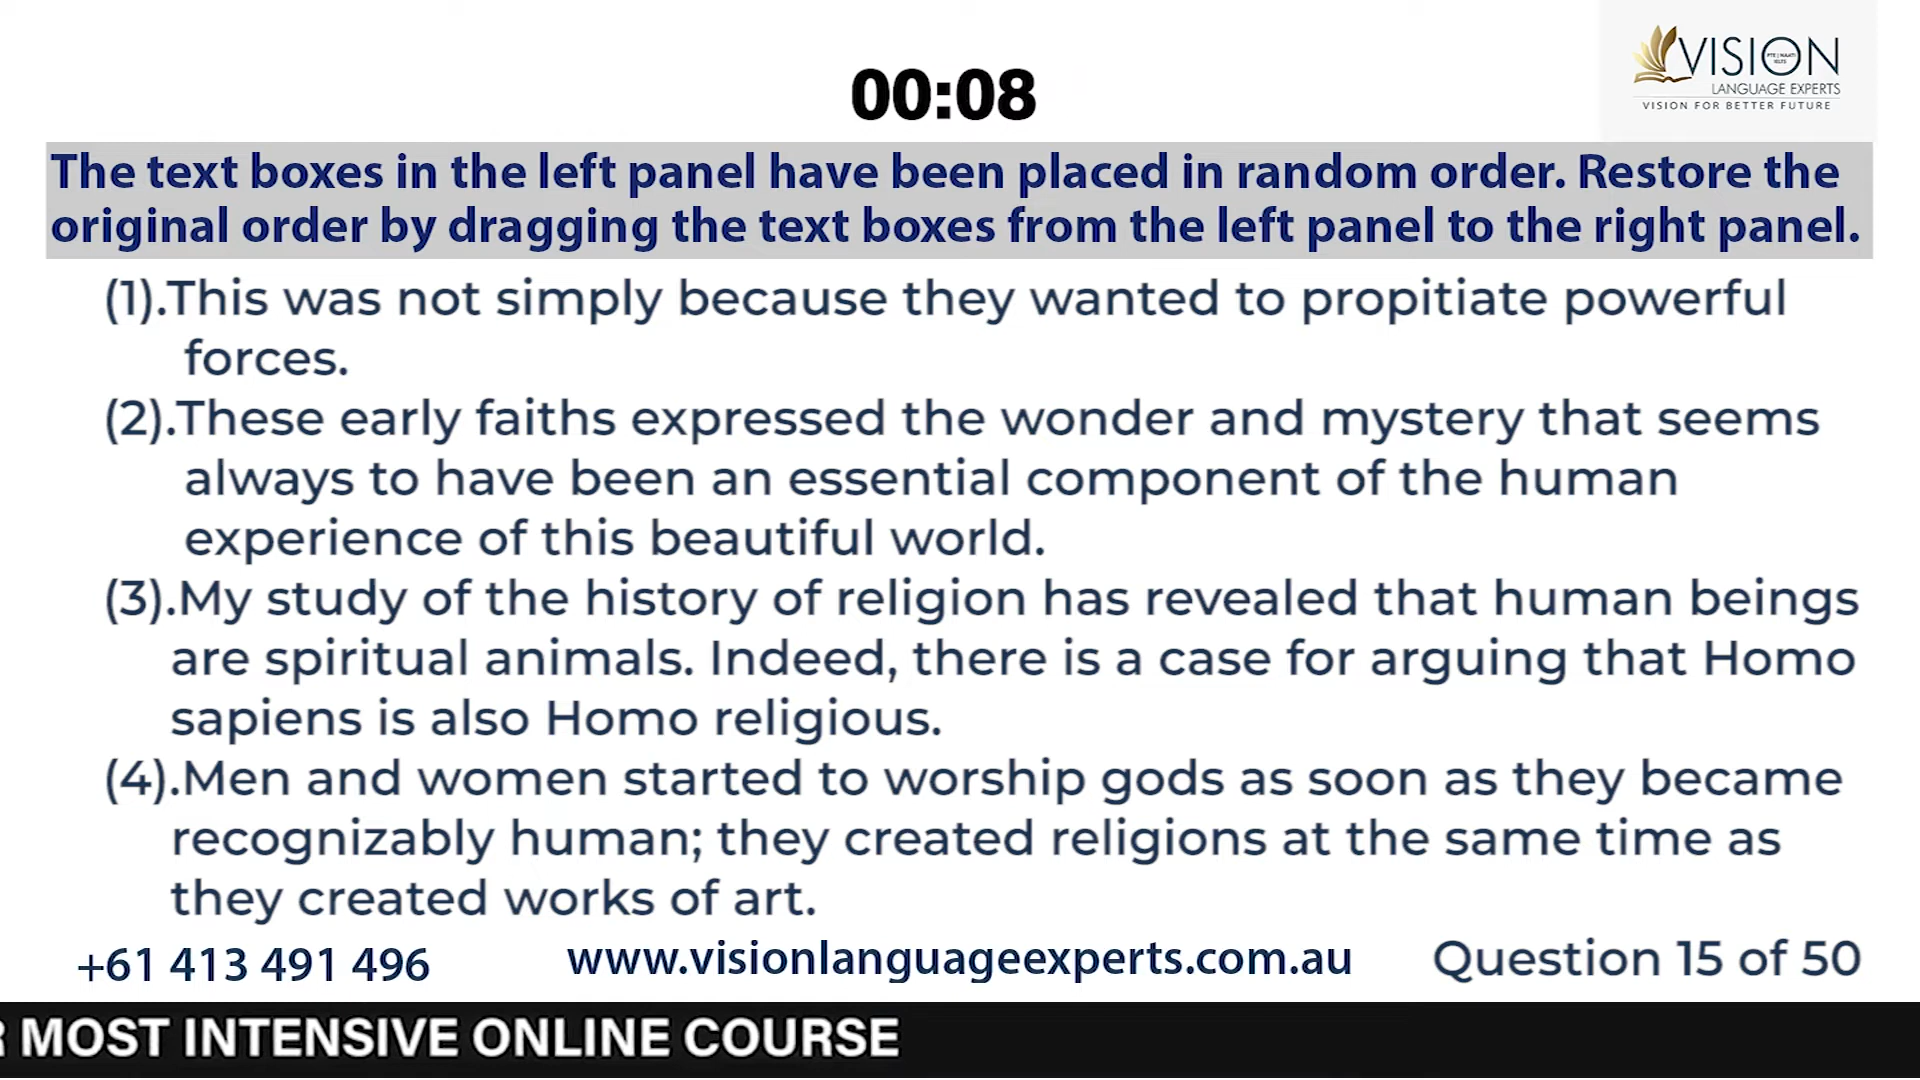 VISION
PTE | NAATI
IELTS
LANGUAGE EXPERTS
VISION FOR BETTER FUTURE
00:08
The text boxes in the left panel have been placed in random order. Restore the
original order by dragging the text boxes from the left panel to the right panel.
(1).This was not simply because they wanted to propitiate powerful
forces.
(2).These early faiths expressed the wonder and mystery that seems
always to have been an essential component of the human
experience of this beautiful world.
(3).My study of the history of religion has revealed that human beings
are spiritual animals. Indeed, there is a case for arguing that Homo
sapiens is also Homo religious.
(4).Men and women started to worship gods as soon as they became
recognizably human; they created religions at the same time as
they created works of art.
+61 413 491 496
www.visionlanguageexperts.com.au
Question 15 of 50
MOST INTENSIVE ONLINE COURSE